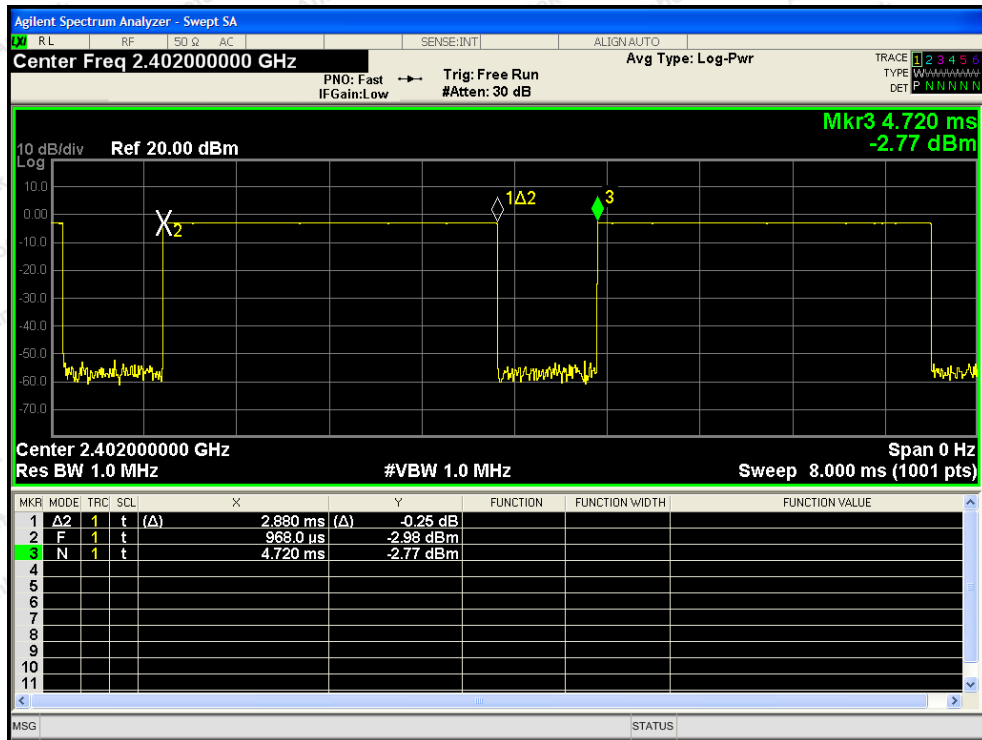 Agilent Spectrum Analyzer - Swept SA
LXI RL RF 50 Ω AC SENSE:INT ALIGN AUTO
Center Freq 2.402000000 GHz Avg Type: Log-Pwr TRACE 1 2 3 4 5 6
PNO: Fast Trig: Free Run TYPE WWWWWW
IFGain:Low #Atten: 30 dB DET P N N N N N
Mkr3 4.720 ms
10 dB/div Ref 20.00 dBm -2.77 dBm
Log
10.0
0.00
-10.0
-20.0
-30.0
-40.0
-50.0
-60.0
-70.0
2 1Δ2 3
Center 2.402000000 GHz Span 0 Hz
Res BW 1.0 MHz #VBW 1.0 MHz Sweep 8.000 ms (1001 pts)
MKR MODE TRC SCL X Y FUNCTION FUNCTION WIDTH FUNCTION VALUE
1 Δ2 1 t (Δ) 2.880 ms (Δ) -0.25 dB
2 F 1 t 968.0 µs -2.98 dBm
3 N 1 t 4.720 ms -2.77 dBm
4
5
6
7
8
9
10
11
MSG STATUS